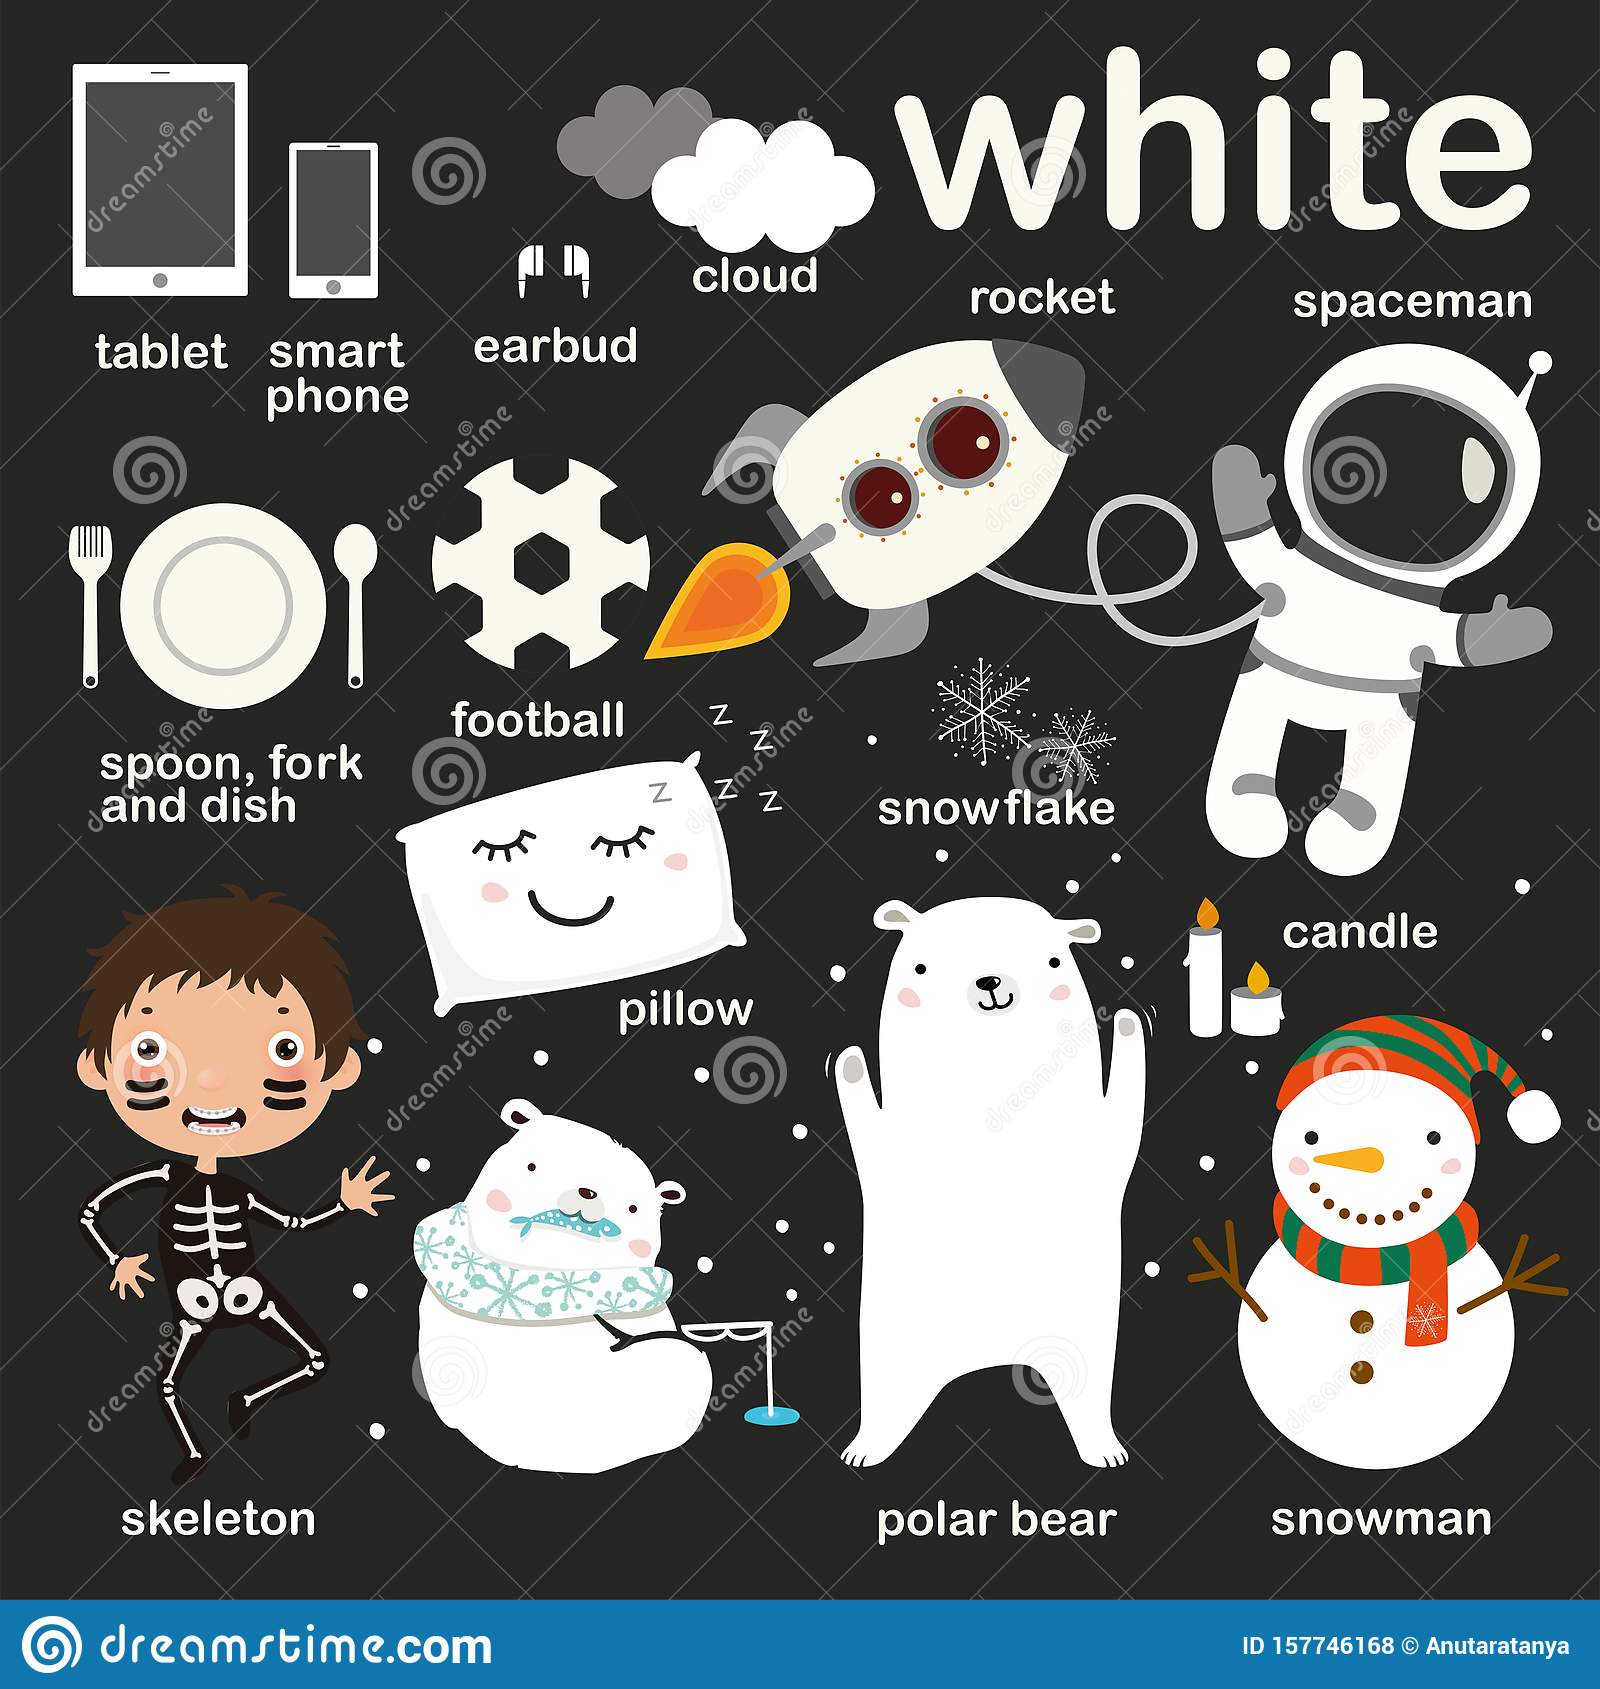 white
cloud
rocket
spaceman
tablet
smart
phone
earbud
football
spoon, fork
and dish
snowflake
z
z
z
z
z
pillow
candle
skeleton
polar bear
snowman
dreamstime.com
ID 157746168 © Anutaratanya